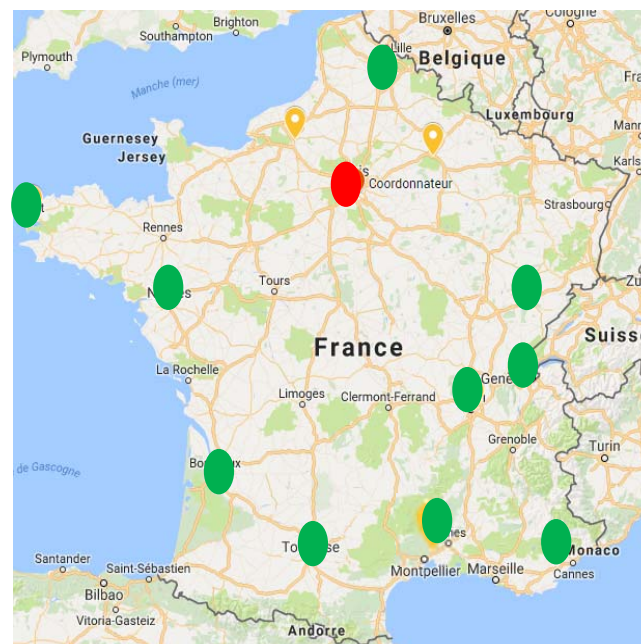 Bruxelles
Cologne
Brighton
Southampton
Plymouth
Lille
Belgique
Manche (mer)
Luxembourg
Guernesey
Jersey
Coordonnateur
Strasbourg
Rennes
Tours
France
Suiss
La Rochelle
Limoges
Clermont-Ferrand
Grenoble
Turin
de Gascogne
Santander
Saint-Sébastien
Montpellier
Marseille
Cannes
Monaco
Bilbao
Vitoria-Gasteiz
Andorre